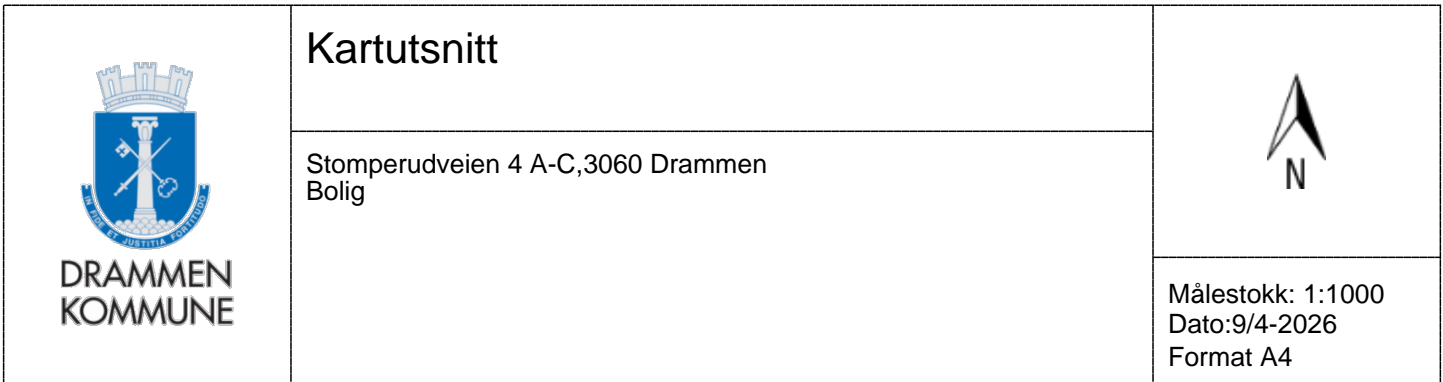 Kartutsnitt
Stomperudveien 4 A-C,3060 Drammen
Bolig
IN FIDE ET JUSTITIA FORTITUDO
DRAMMEN
KOMMUNE
N
Målestokk: 1:1000
Dato:9/4-2026
Format A4